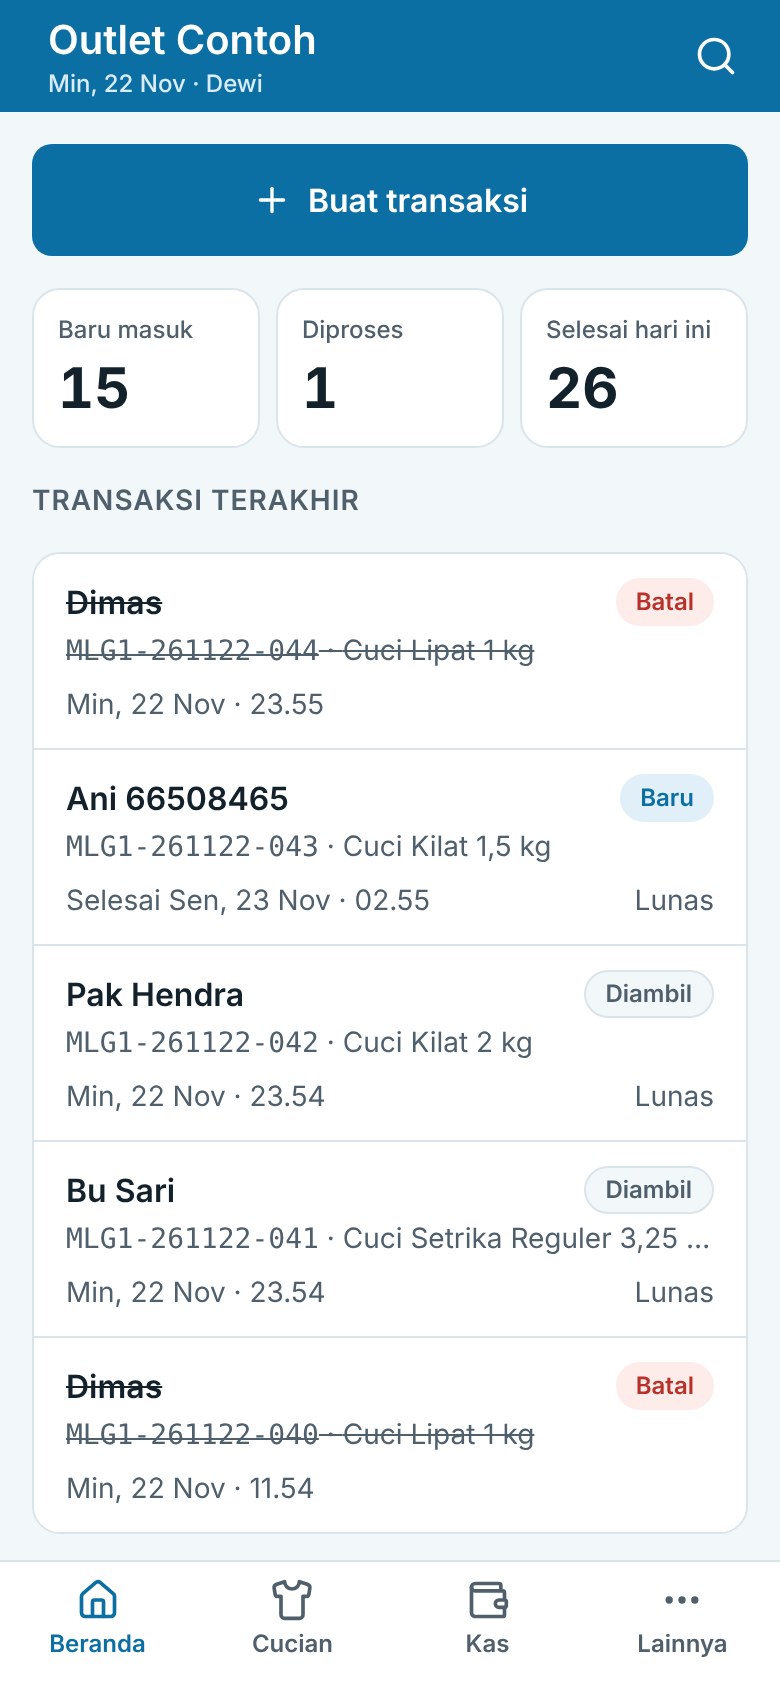 Outlet Contoh
Min, 22 Nov · Dewi
Buat transaksi
Baru masuk
15
Diproses
1
Selesai hari ini
26
TRANSAKSI TERAKHIR
Dimas
Batal
MLG1-261122-044 · Cuci Lipat 1 kg
Min, 22 Nov · 23.55
Ani 66508465
Baru
MLG1-261122-043 · Cuci Kilat 1,5 kg
Selesai Sen, 23 Nov · 02.55
Lunas
Pak Hendra
Diambil
MLG1-261122-042 · Cuci Kilat 2 kg
Min, 22 Nov · 23.54
Lunas
Bu Sari
Diambil
MLG1-261122-041 · Cuci Setrika Reguler 3,25 ...
Min, 22 Nov · 23.54
Lunas
Dimas
Batal
MLG1-261122-040 · Cuci Lipat 1 kg
Min, 22 Nov · 11.54
Beranda
Cucian
Kas
Lainnya